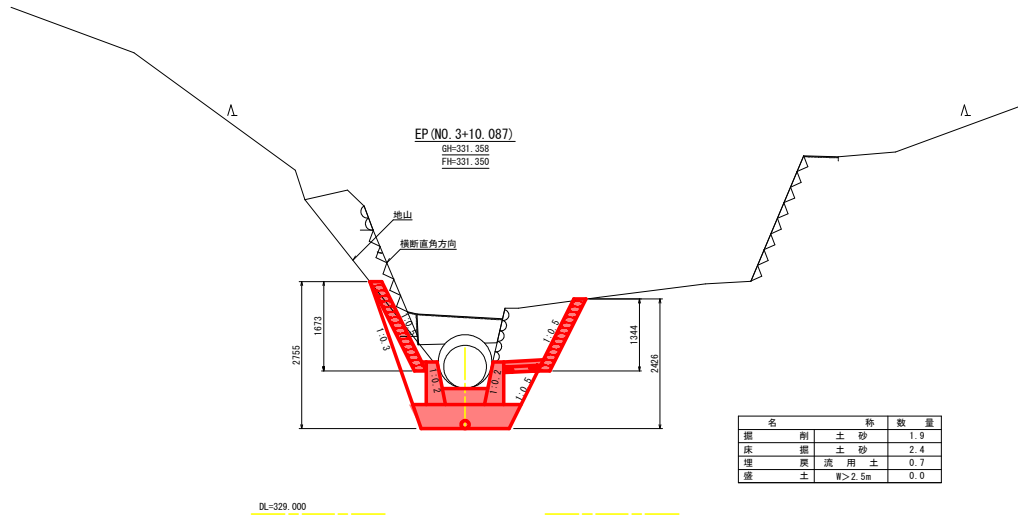 EP(NO.3+10.087)
GH=331.358
FH=331.350
地山
横断直角方向
1:0.5
1:0.3
1673
2755
1:0.2
1:0.2
1:0.5
1:0.5
1344
2426
名 称 数 量
掘 削 土 砂 1.9
床 掘 土 砂 2.4
埋 戻 流 用 土 0.7
盛 土 W>2.5m 0.0
DL=329.000